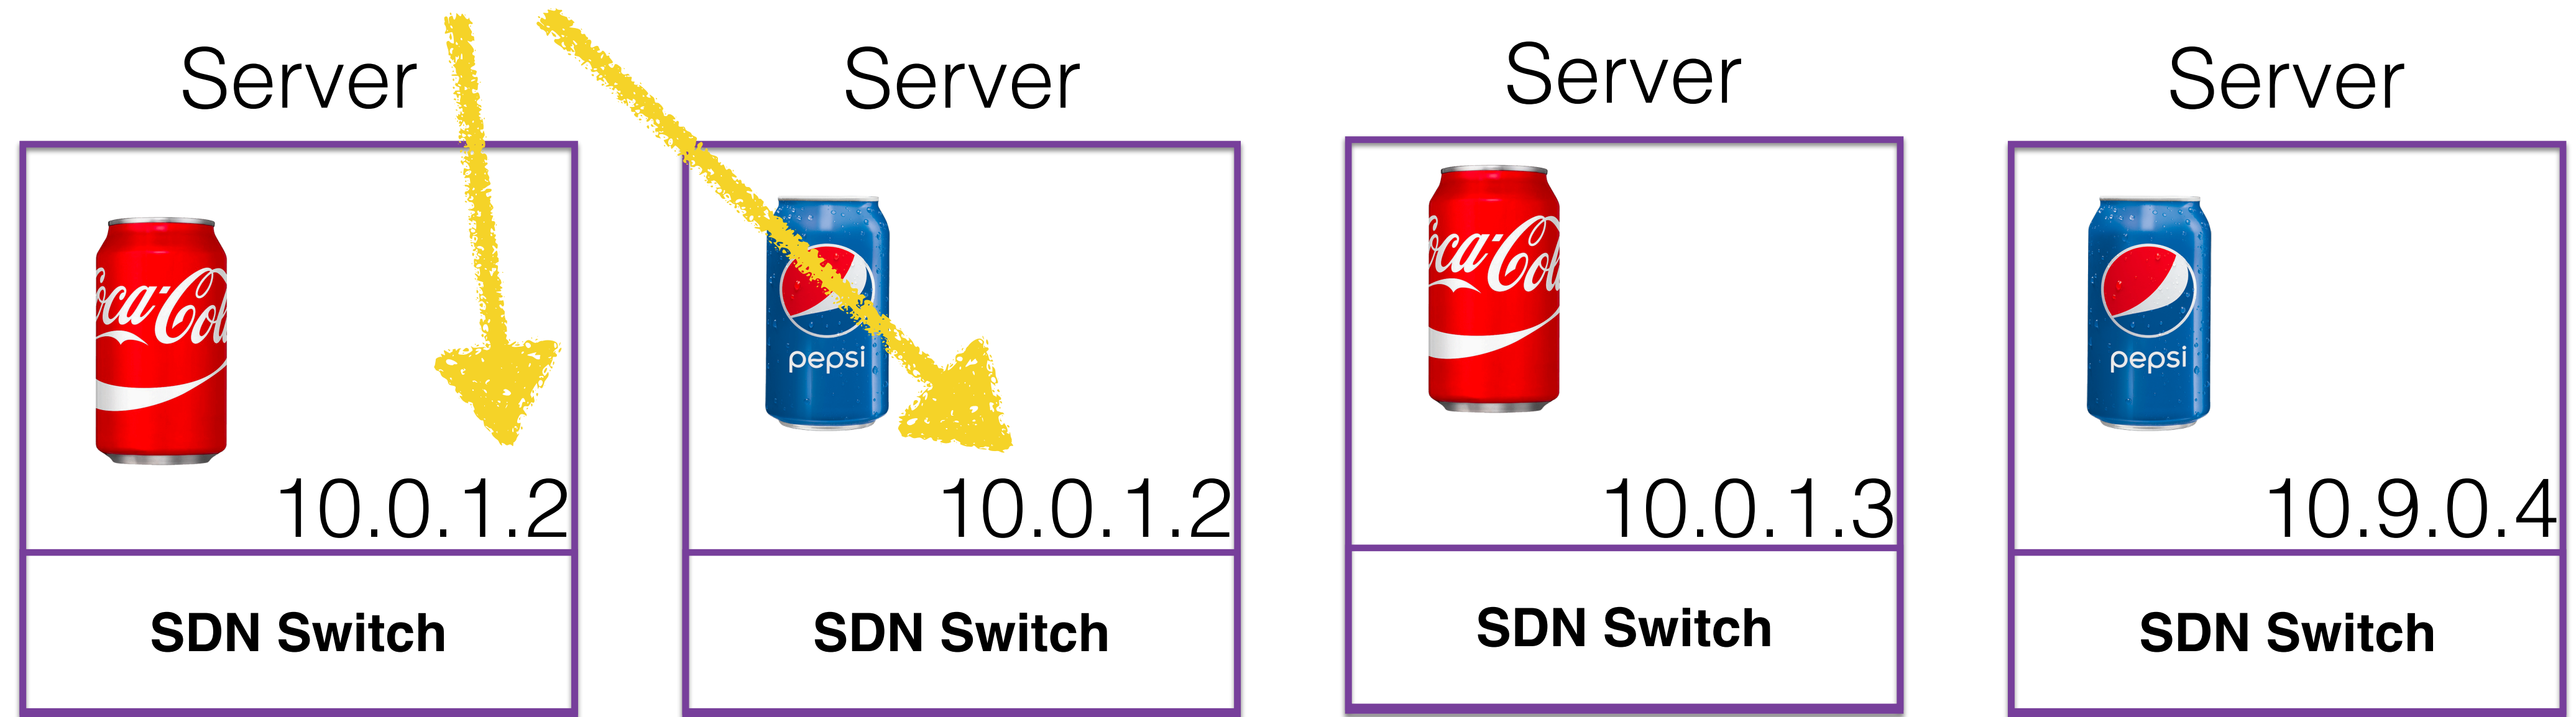 Server
Server
Server
Server
Coca-Cola
pepsi
Coca-Cola
pepsi
10.0.1.2
10.0.1.2
10.0.1.3
10.9.0.4
SDN Switch
SDN Switch
SDN Switch
SDN Switch